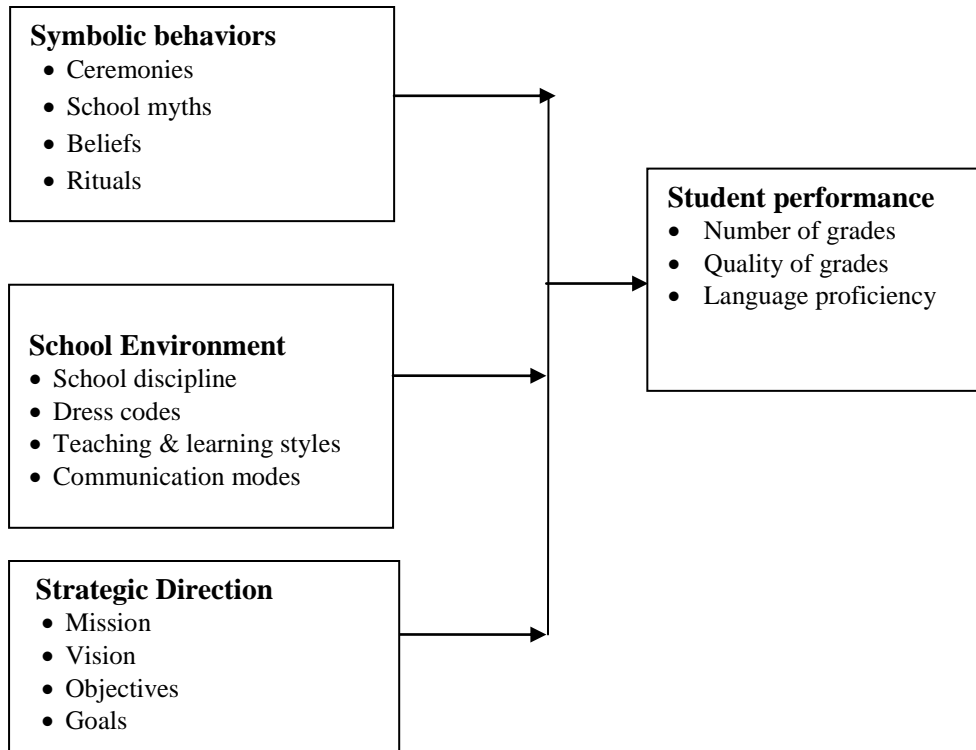 Symbolic behaviors
• Ceremonies
• School myths
• Beliefs
• Rituals
Student performance
• Number of grades
• Quality of grades
• Language proficiency
School Environment
• School discipline
• Dress codes
• Teaching & learning styles
• Communication modes
Strategic Direction
• Mission
• Vision
• Objectives
• Goals